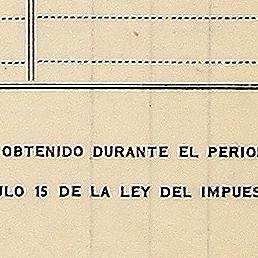 OBTENIDO DURANTE EL PERIO
ULO 15 DE LA LEY DEL IMPUES